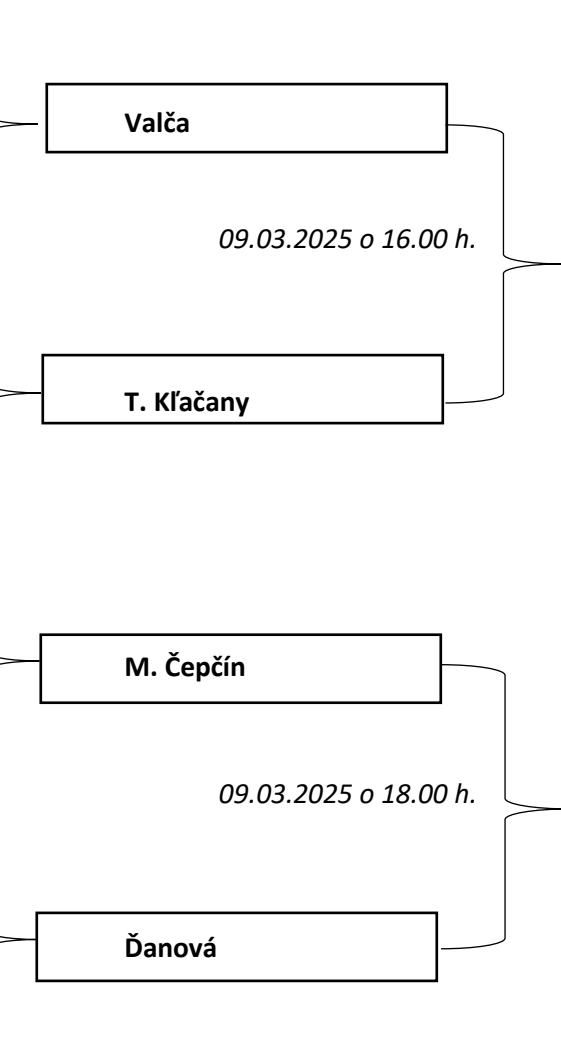 Valča
09.03.2025 o 16.00 h.
T. Kľačany
M. Čepčín
09.03.2025 o 18.00 h.
Ďanová